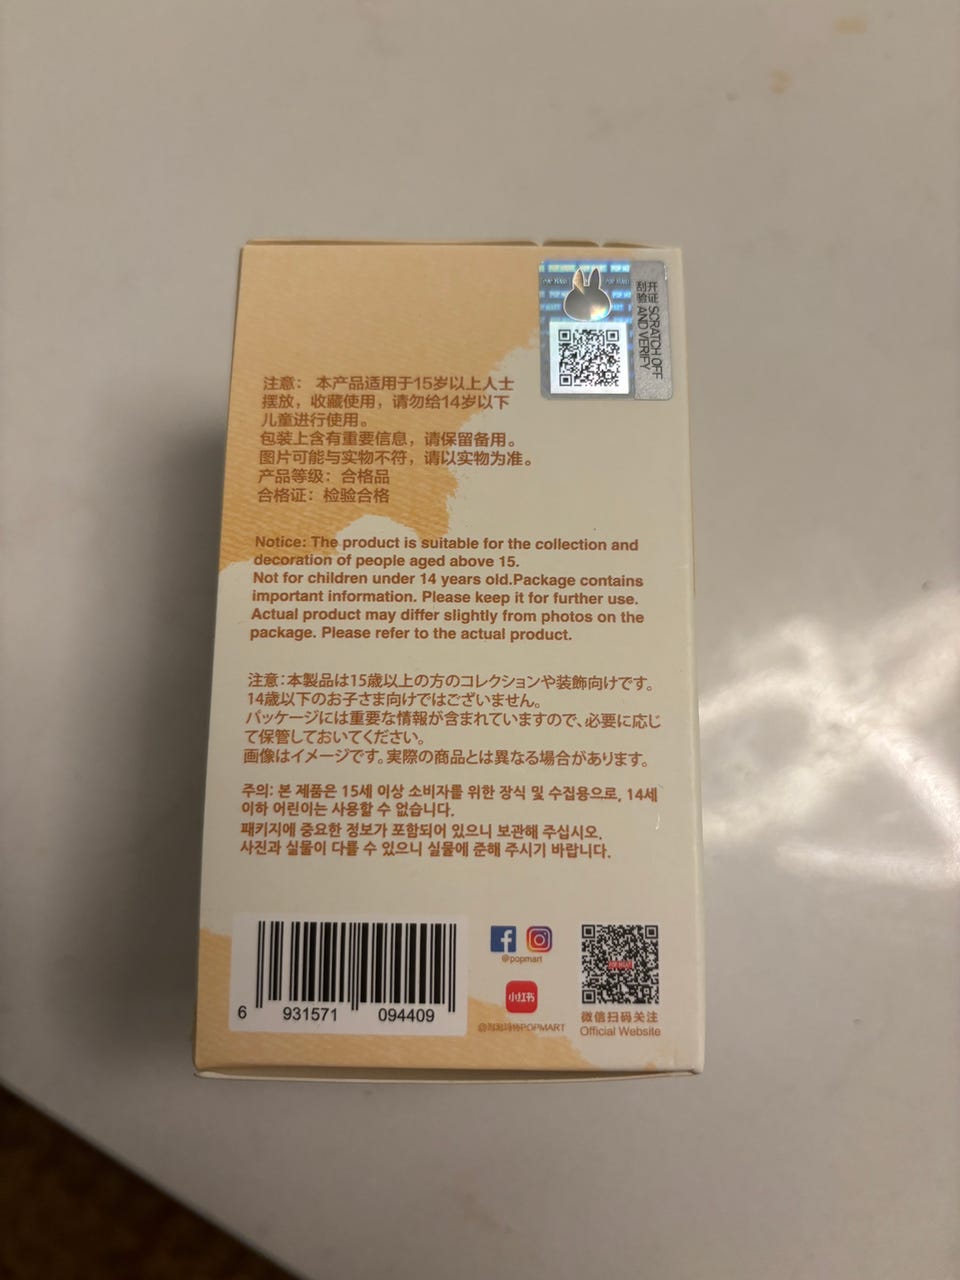 POP MART
开证 SCRATCH OFF
刮验 AND VERIFY
注意： 本产品适用于15岁以上人士
摆放，收藏使用，请勿给14岁以下
儿童进行使用。
包装上含有重要信息，请保留备用。
图片可能与实物不符，请以实物为准。
产品等级：合格品
合格证：检验合格
Notice: The product is suitable for the collection and
decoration of people aged above 15.
Not for children under 14 years old.Package contains
important information. Please keep it for further use.
Actual product may differ slightly from photos on the
package. Please refer to the actual product.
注意:本製品は15歳以上の方のコレクションや装飾向けです。
14歳以下のお子さま向けではございません。
パッケージには重要な情報が含まれていますので、必要に応じ
て保管しておいてください。
画像はイメージです。実際の商品とは異なる場合があります。
주의: 본 제품은 15세 이상 소비자를 위한 장식 및 수집용으로, 14세
이하 어린이는 사용할 수 없습니다.
패키지에 중요한 정보가 포함되어 있으니 보관해 주십시오.
사진과 실물이 다를 수 있으니 실물에 준해 주시기 바랍니다.
6 931571 094409
@popmart
小红书
@泡泡玛特POPMART
微信扫码关注
Official Website